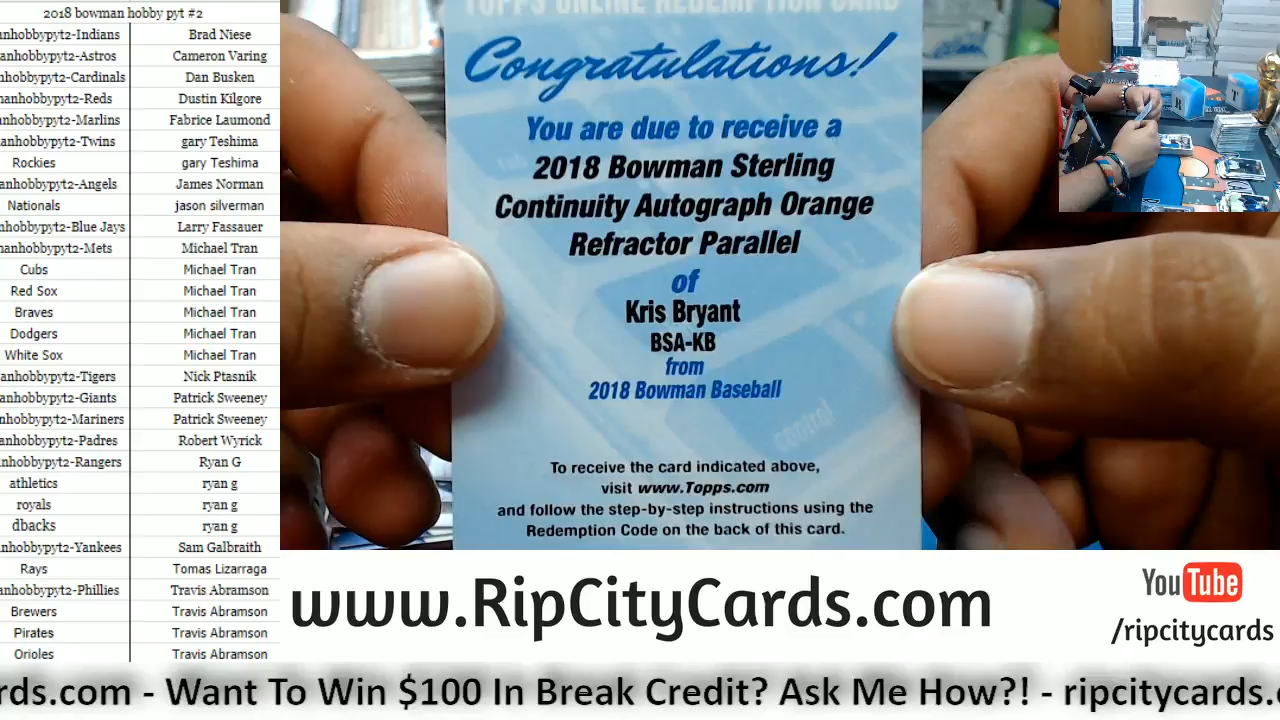 2018 bowman hobby pyt #2
nhobbypyt2-Indians Brad Niese
anhobbypyt2-Astros Cameron Varing
hobbypyt2-Cardinals Dan Busken
manhobbypyt2-Reds Dustin Kilgore
anhobbypyt2-Marlins Fabrice Laumond
anhobbypyt2-Twins gary Teshima
Rockies gary Teshima
anhobbypyt2-Angels James Norman
Nationals jason silverman
hobbypyt2-Blue Jays Larry Fassauer
manhobbypyt2-Mets Michael Tran
Cubs Michael Tran
Red Sox Michael Tran
Braves Michael Tran
Dodgers Michael Tran
White Sox Michael Tran
anhobbypyt2-Tigers Nick Ptasnik
anhobbypyt2-Giants Patrick Sweeney
nhobbypyt2-Mariners Patrick Sweeney
anhobbypyt2-Padres Robert Wyrick
nhobbypyt2-Rangers Ryan G
athletics ryan g
royals ryan g
dbacks ryan g
nhobbypyt2-Yankees Sam Galbraith
Rays Tomas Lizarraga
anhobbypyt2-Phillies Travis Abramson
Brewers Travis Abramson
Pirates Travis Abramson
Orioles Travis Abramson
TOPPS ONLINE REDEMPTION CARD
Congratulations!
You are due to receive a
2018 Bowman Sterling
Continuity Autograph Orange
Refractor Parallel
of
Kris Bryant
BSA-KB
from
2018 Bowman Baseball
To receive the card indicated above,
visit www.Topps.com
and follow the step-by-step instructions using the
Redemption Code on the back of this card.
www.RipCityCards.com
YouTube
/ripcitycards
rds.com - Want To Win $100 In Break Credit? Ask Me How?! - ripcitycards.c